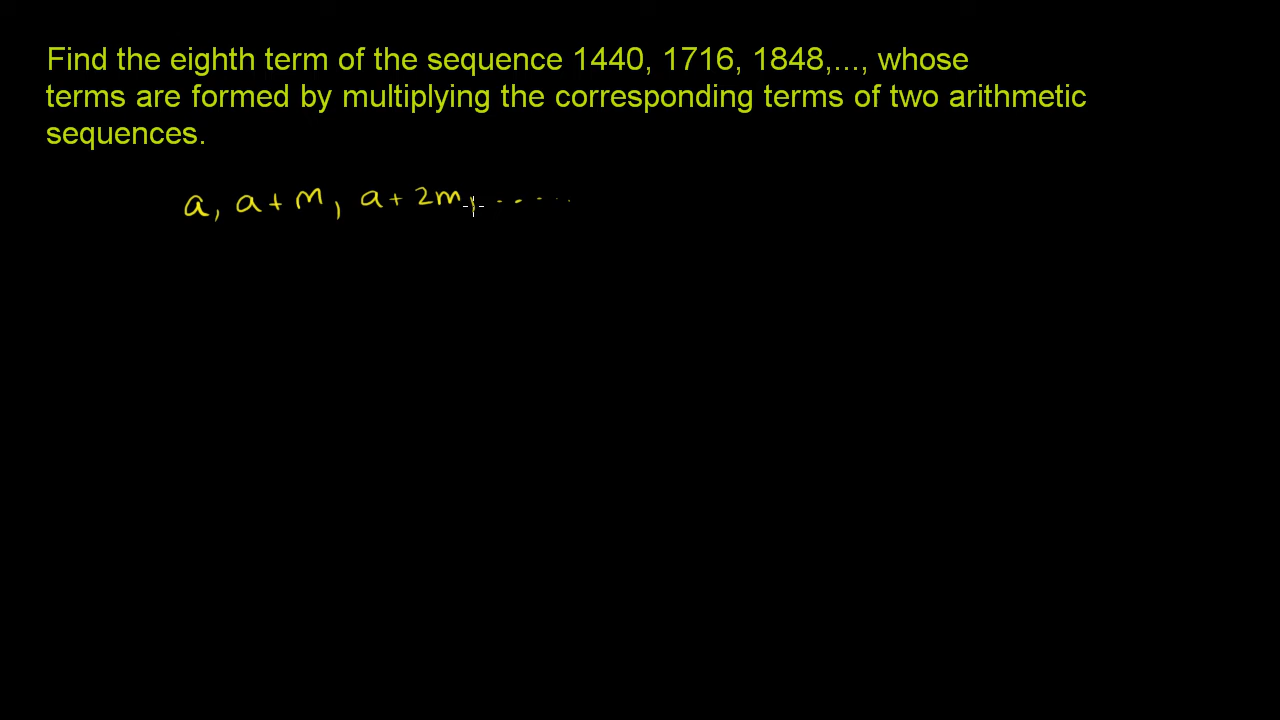 Find the eighth term of the sequence 1440, 1716, 1848,..., whose
terms are formed by multiplying the corresponding terms of two arithmetic
sequences.
a, a + m, a + 2m, .....